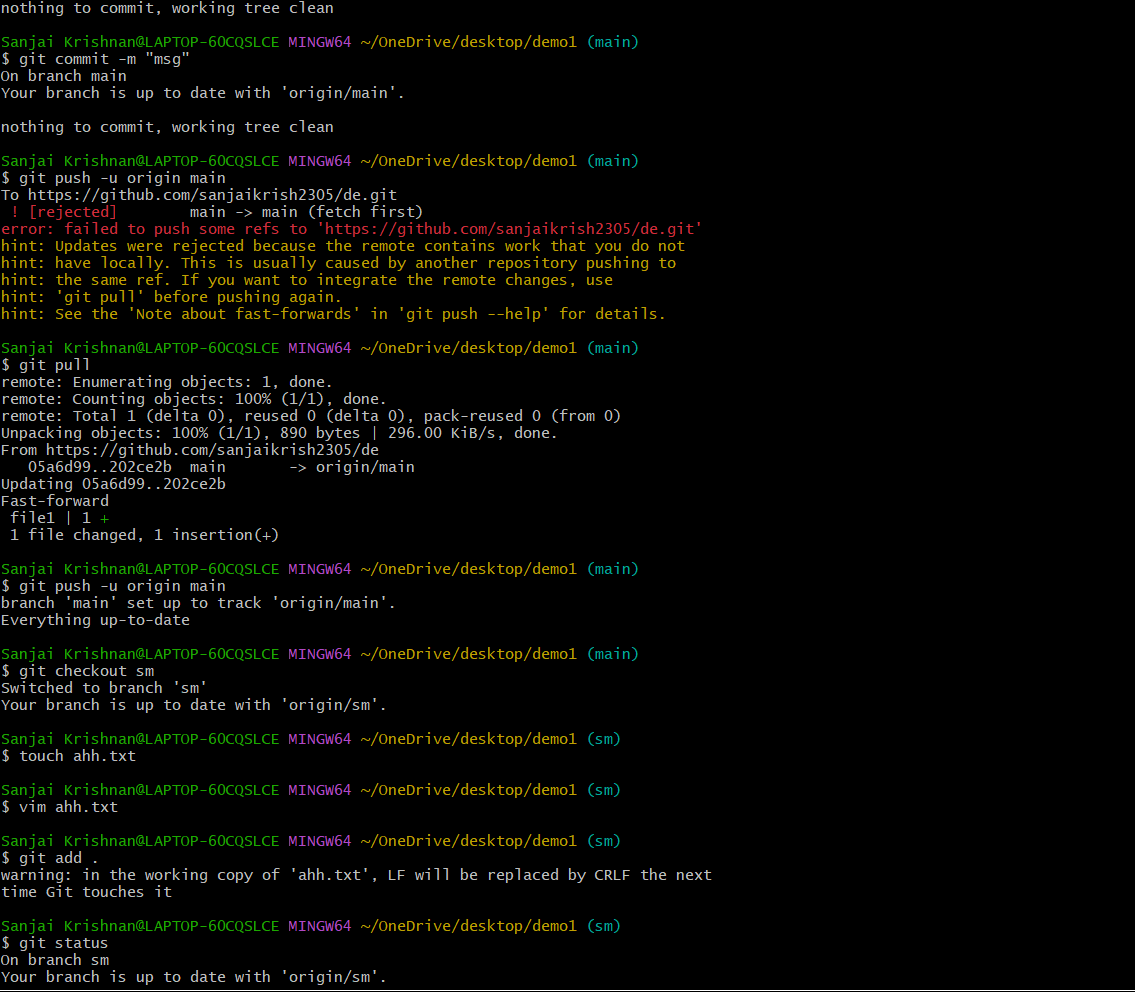 nothing to commit, working tree clean
Sanjai Krishnan@LAPTOP-6OCQSLCE MINGW64 ~/OneDrive/desktop/demo1 (main)
$ git commit -m "msg"
On branch main
Your branch is up to date with 'origin/main'.
nothing to commit, working tree clean
Sanjai Krishnan@LAPTOP-6OCQSLCE MINGW64 ~/OneDrive/desktop/demo1 (main)
$ git push -u origin main
To https://github.com/sanjaikrish2305/de.git
 ! [rejected]        main -> main (fetch first)
error: failed to push some refs to 'https://github.com/sanjaikrish2305/de.git'
hint: Updates were rejected because the remote contains work that you do not
hint: have locally. This is usually caused by another repository pushing to
hint: the same ref. If you want to integrate the remote changes, use
hint: 'git pull' before pushing again.
hint: See the 'Note about fast-forwards' in 'git push --help' for details.
Sanjai Krishnan@LAPTOP-6OCQSLCE MINGW64 ~/OneDrive/desktop/demo1 (main)
$ git pull
remote: Enumerating objects: 1, done.
remote: Counting objects: 100% (1/1), done.
remote: Total 1 (delta 0), reused 0 (delta 0), pack-reused 0 (from 0)
Unpacking objects: 100% (1/1), 890 bytes | 296.00 KiB/s, done.
From https://github.com/sanjaikrish2305/de
   05a6d99..202ce2b  main       -> origin/main
Updating 05a6d99..202ce2b
Fast-forward
 file1 | 1 +
 1 file changed, 1 insertion(+)
Sanjai Krishnan@LAPTOP-6OCQSLCE MINGW64 ~/OneDrive/desktop/demo1 (main)
$ git push -u origin main
branch 'main' set up to track 'origin/main'.
Everything up-to-date
Sanjai Krishnan@LAPTOP-6OCQSLCE MINGW64 ~/OneDrive/desktop/demo1 (main)
$ git checkout sm
Switched to branch 'sm'
Your branch is up to date with 'origin/sm'.
Sanjai Krishnan@LAPTOP-6OCQSLCE MINGW64 ~/OneDrive/desktop/demo1 (sm)
$ touch ahh.txt
Sanjai Krishnan@LAPTOP-6OCQSLCE MINGW64 ~/OneDrive/desktop/demo1 (sm)
$ vim ahh.txt
Sanjai Krishnan@LAPTOP-6OCQSLCE MINGW64 ~/OneDrive/desktop/demo1 (sm)
$ git add .
warning: in the working copy of 'ahh.txt', LF will be replaced by CRLF the next
time Git touches it
Sanjai Krishnan@LAPTOP-6OCQSLCE MINGW64 ~/OneDrive/desktop/demo1 (sm)
$ git status
On branch sm
Your branch is up to date with 'origin/sm'.